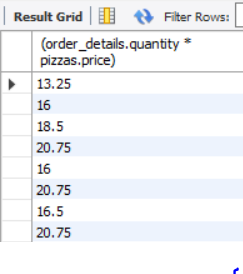 Result Grid Filter Rows:
(order_details.quantity *
pizzas.price)
13.25
16
18.5
20.75
16
20.75
16.5
20.75